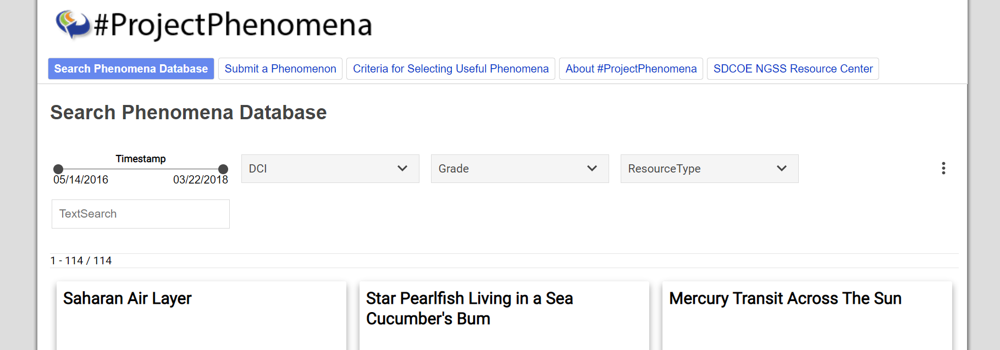 #ProjectPhenomena
Search Phenomena Database
Submit a Phenomenon
Criteria for Selecting Useful Phenomena
About #ProjectPhenomena
SDCOE NGSS Resource Center
Search Phenomena Database
Timestamp
05/14/2016
03/22/2018
DCI
Grade
ResourceType
TextSearch
1 - 114 / 114
Saharan Air Layer
Star Pearlfish Living in a Sea
Cucumber's Bum
Mercury Transit Across The Sun